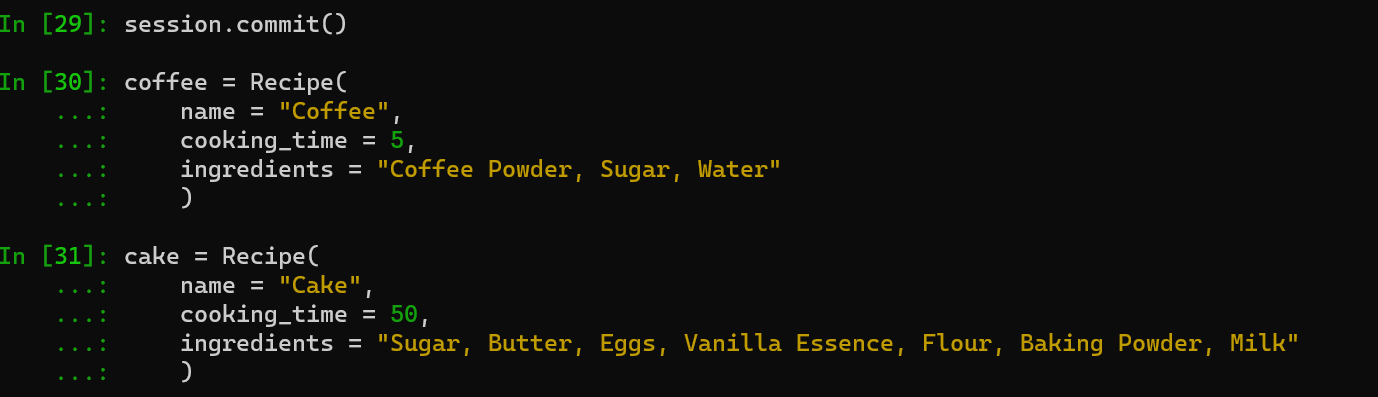 In [29]: session.commit()
In [30]: coffee = Recipe(
...: name = "Coffee",
...: cooking_time = 5,
...: ingredients = "Coffee Powder, Sugar, Water"
...: )
In [31]: cake = Recipe(
...: name = "Cake",
...: cooking_time = 50,
...: ingredients = "Sugar, Butter, Eggs, Vanilla Essence, Flour, Baking Powder, Milk"
...: )